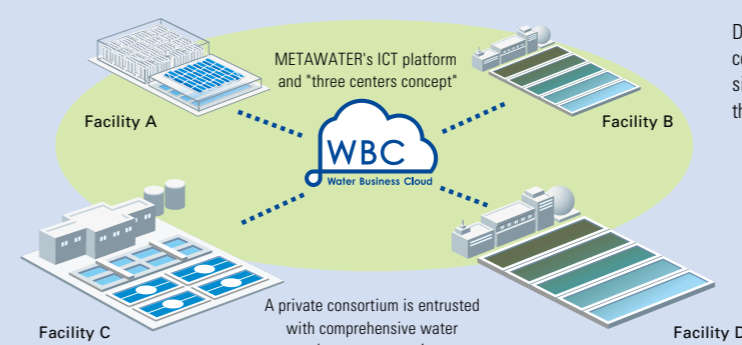 METAWATER's ICT platform
and "three centers concept"
Facility A
Facility B
WBC
Water Business Cloud
A private consortium is entrusted
with comprehensive water
Facility C
Facility D